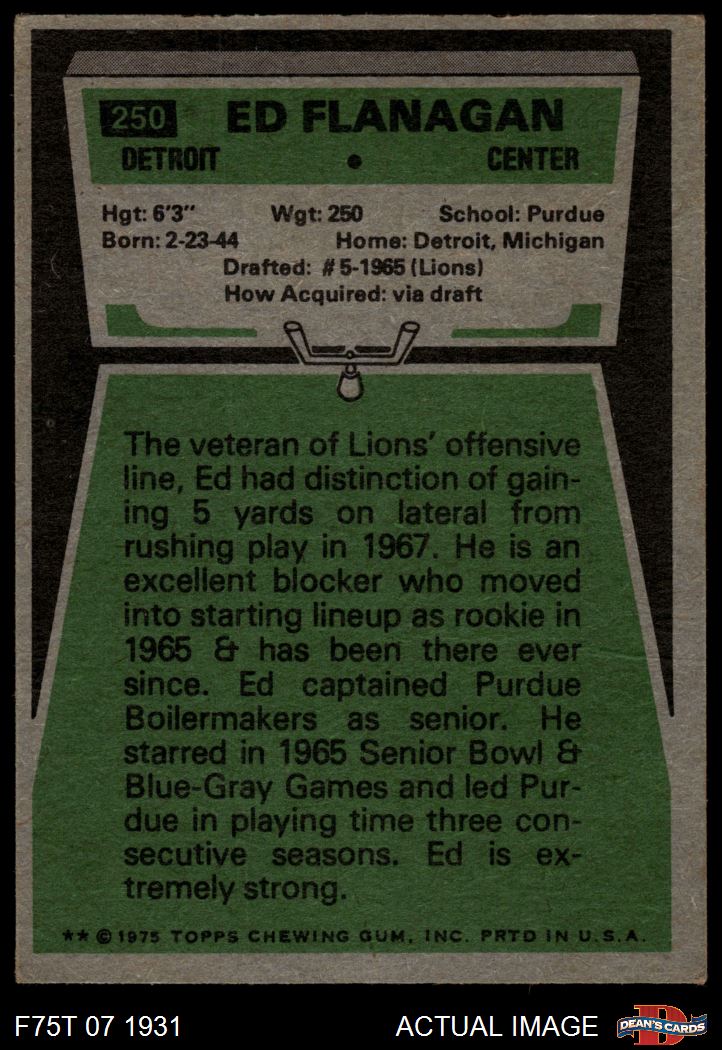 250 ED FLANAGAN
DETROIT • CENTER
Hgt: 6'3" Wgt: 250 School: Purdue
Born: 2-23-44 Home: Detroit, Michigan
Drafted: #5-1965 (Lions)
How Acquired: via draft
The veteran of Lions' offensive
line, Ed had distinction of gain-
ing 5 yards on lateral from
rushing play in 1967. He is an
excellent blocker who moved
into starting lineup as rookie in
1965 & has been there ever
since. Ed captained Purdue
Boilermakers as senior. He
starred in 1965 Senior Bowl &
Blue-Gray Games and led Pur-
due in playing time three con-
secutive seasons. Ed is ex-
tremely strong.
** © 1975 TOPPS CHEWING GUM, INC. PRTD IN U.S.A.
F75T 07 1931 ACTUAL IMAGE D DEAN'S CARDS